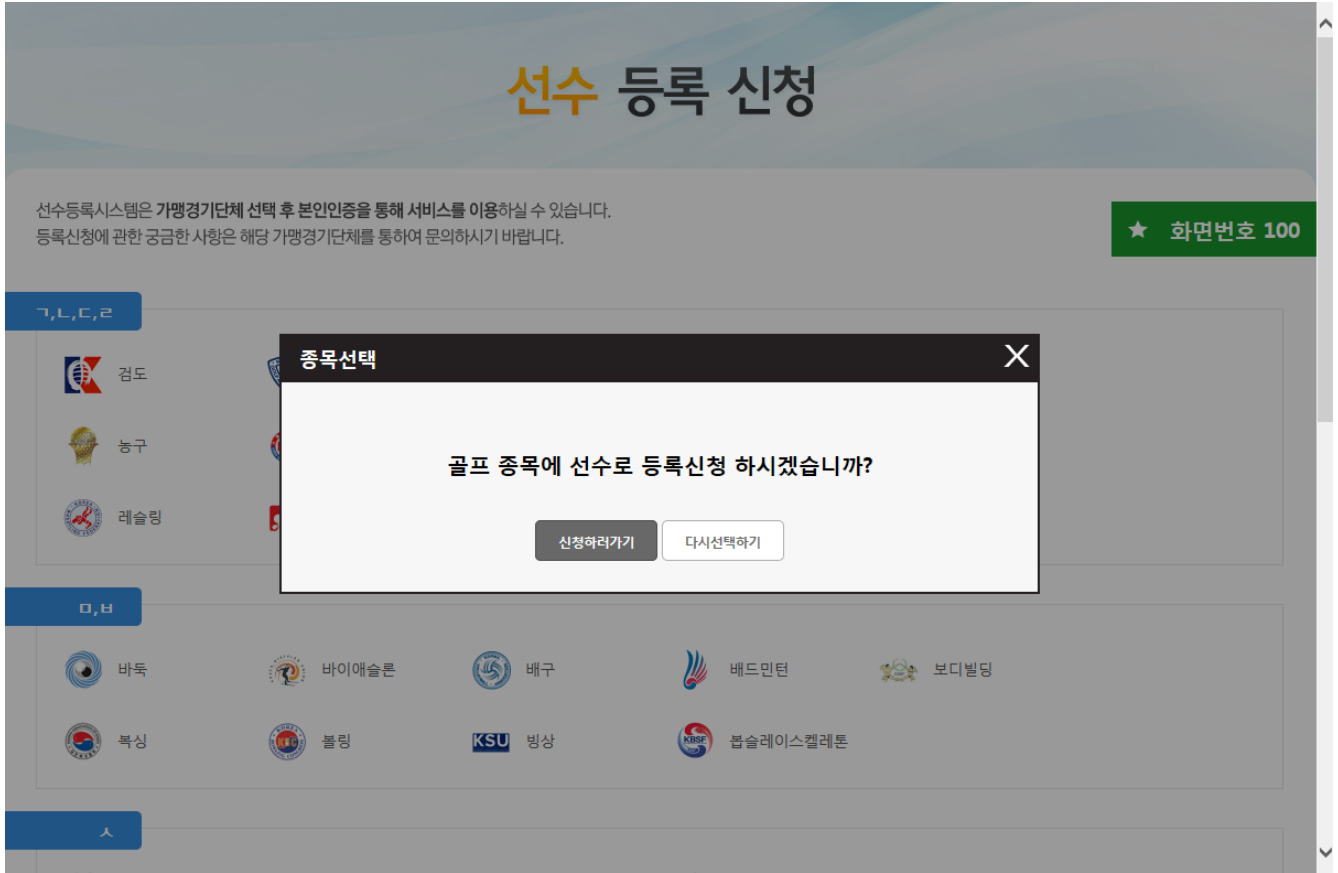 선수 등록 신청
선수등록시스템은 가맹경기단체 선택 후 본인인증을 통해 서비스를 이용하실 수 있습니다.
등록신청에 관한 궁금한 사항은 해당 가맹경기단체를 통하여 문의하시기 바랍니다.
★ 화면번호 100
ㄱ,ㄴ,ㄷ,ㄹ
검도
농구
레슬링
종목선택 X
골프 종목에 선수로 등록신청 하시겠습니까?
신청하러가기 다시선택하기
ㅁ,ㅂ
바둑 바이애슬론 배구 배드민턴 보디빌딩
복싱 볼링 KSU 빙상 KBSF 봅슬레이스켈레톤
ㅅ